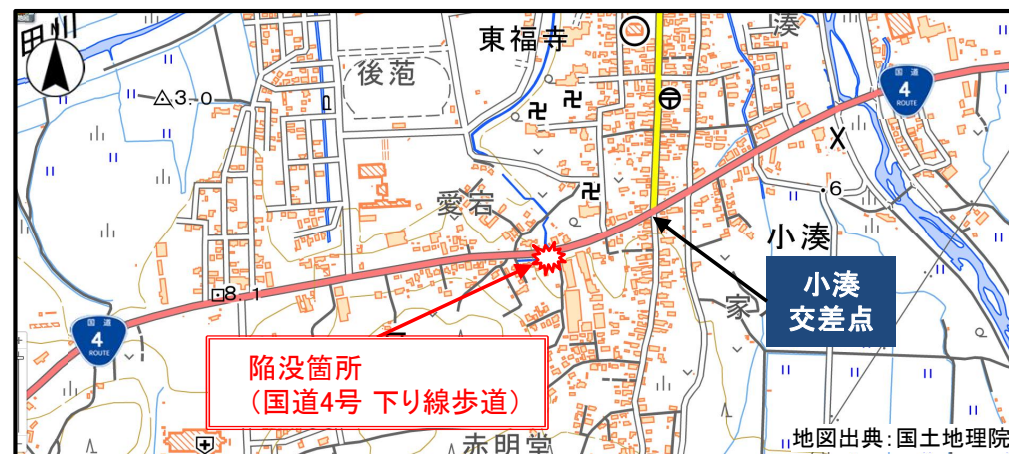 田川
東福寺
湊
後萢
国道
4
ROUTE
3.0
愛宕
6
小湊
小湊
交差点
8.1
家
国道
4
ROUTE
陥没箇所
（国道4号 下り線歩道）
赤明堂
地図出典：国土地理院